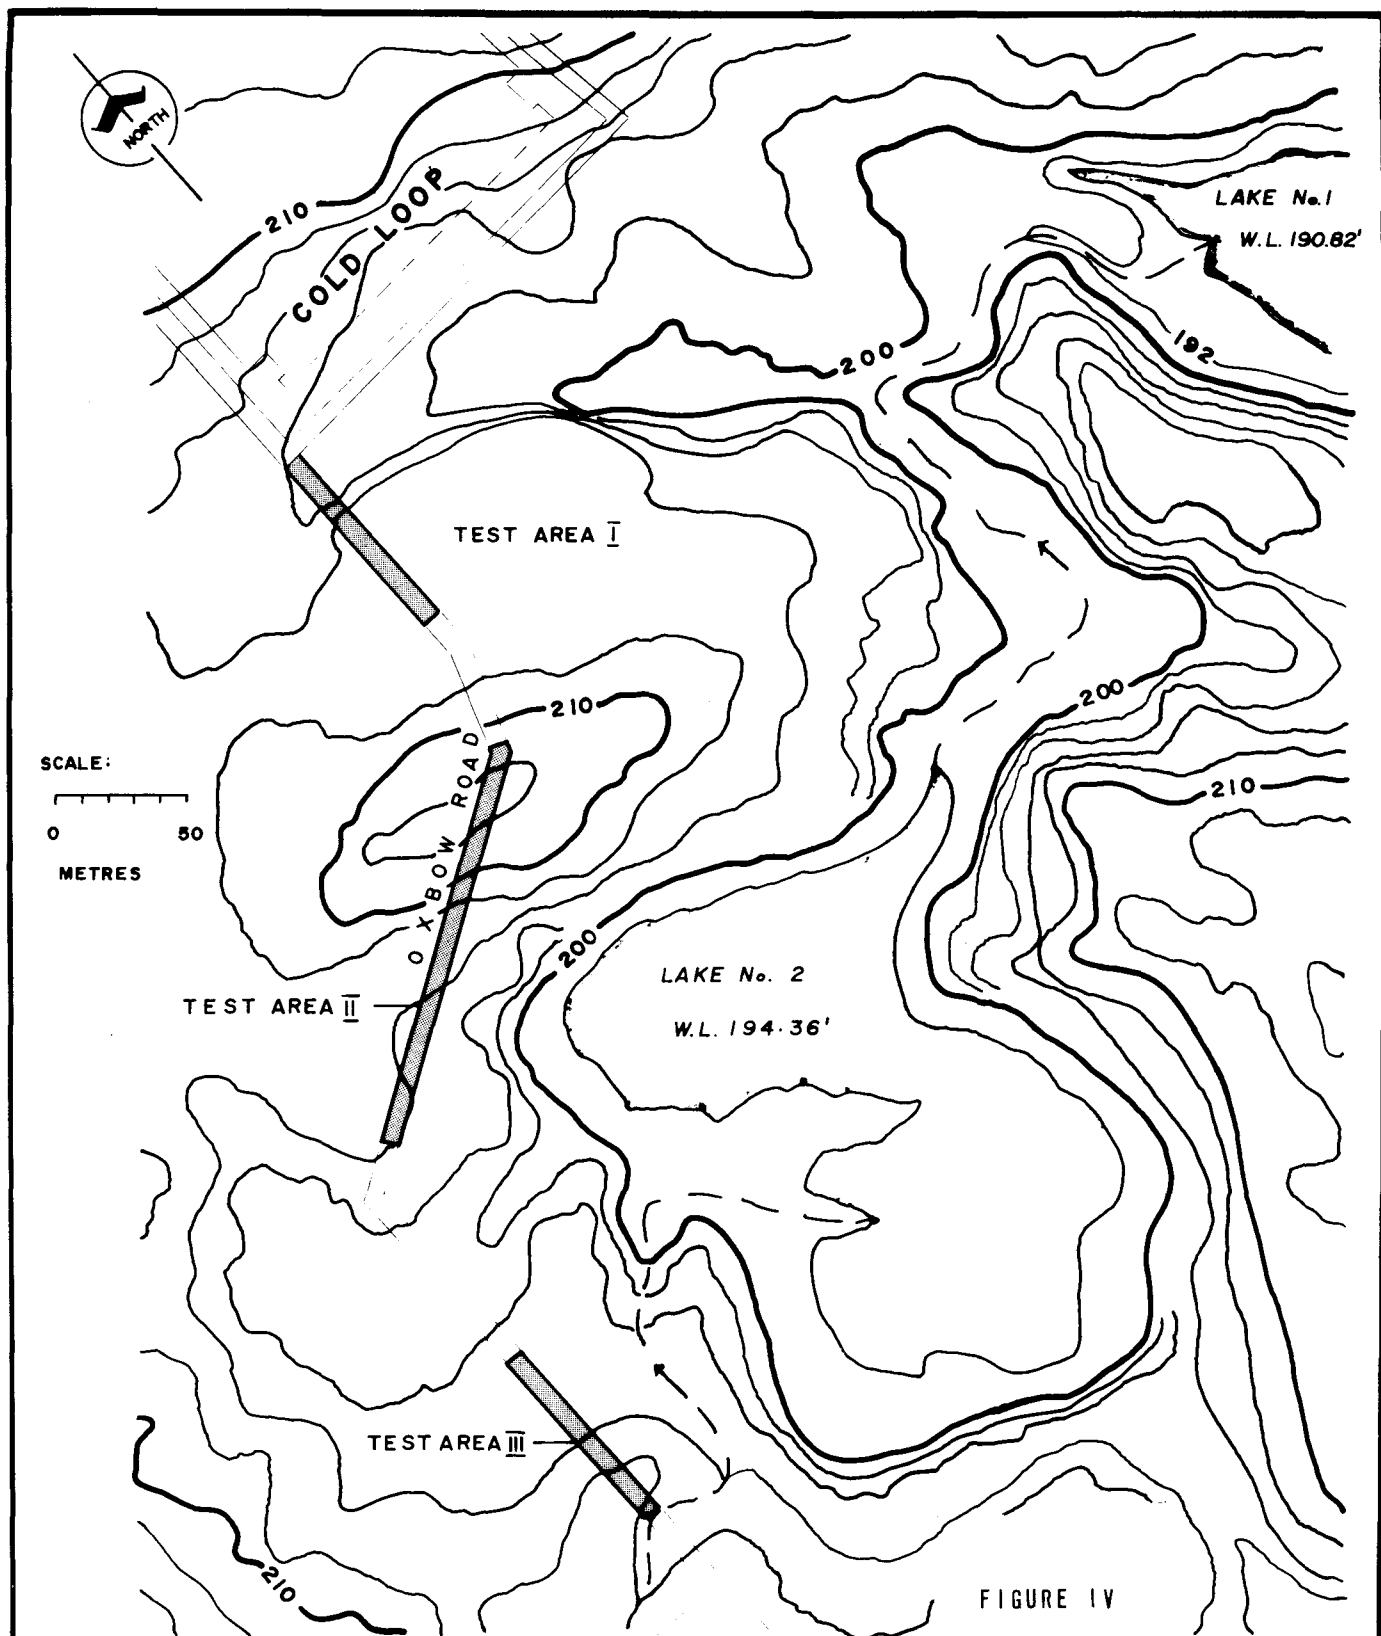 NORTH
LAKE No.1
W.L. 190.82'
210
COLD LOOP
200
192
TEST AREA I
200
210
SCALE:
0 50
METRES
OXBOW ROAD
210
200
LAKE No. 2
W.L. 194.36'
TEST AREA II
TEST AREA III
210
FIGURE IV